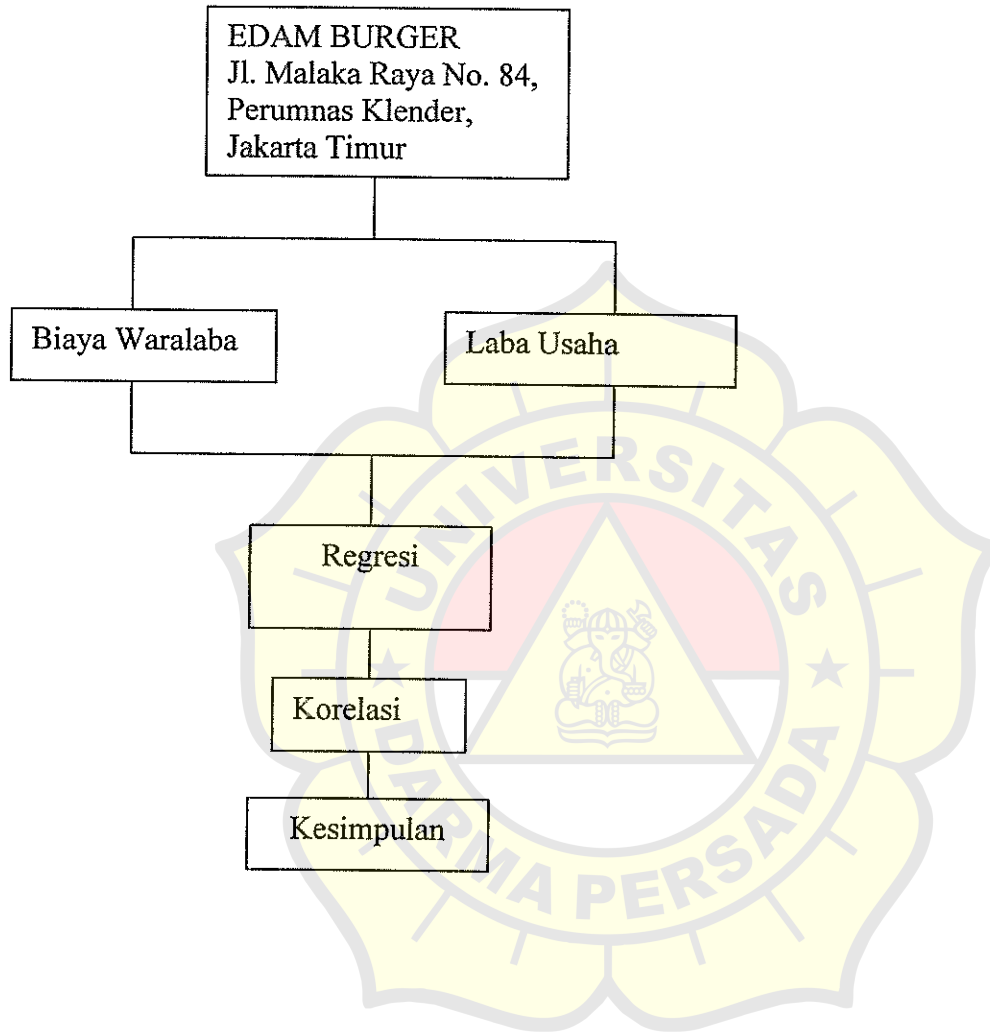 EDAM BURGER
Jl. Malaka Raya No. 84,
Perumnas Klender,
Jakarta Timur
Biaya Waralaba
Laba Usaha
Regresi
Korelasi
Kesimpulan
UNIVERSITAS
DARMA PERSADA